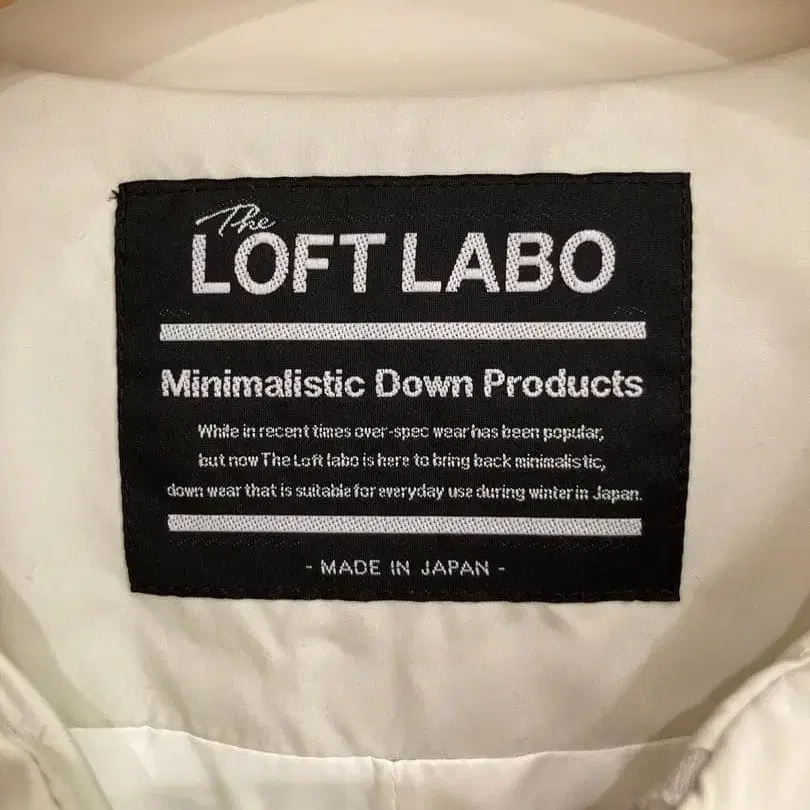 The
LOFT LABO
Minimalistic Down Products
While in recent times over-spec wear has been popular,
but now The Loft labo is here to bring back minimalistic,
down wear that is suitable for everyday use during winter in Japan.
- MADE IN JAPAN -